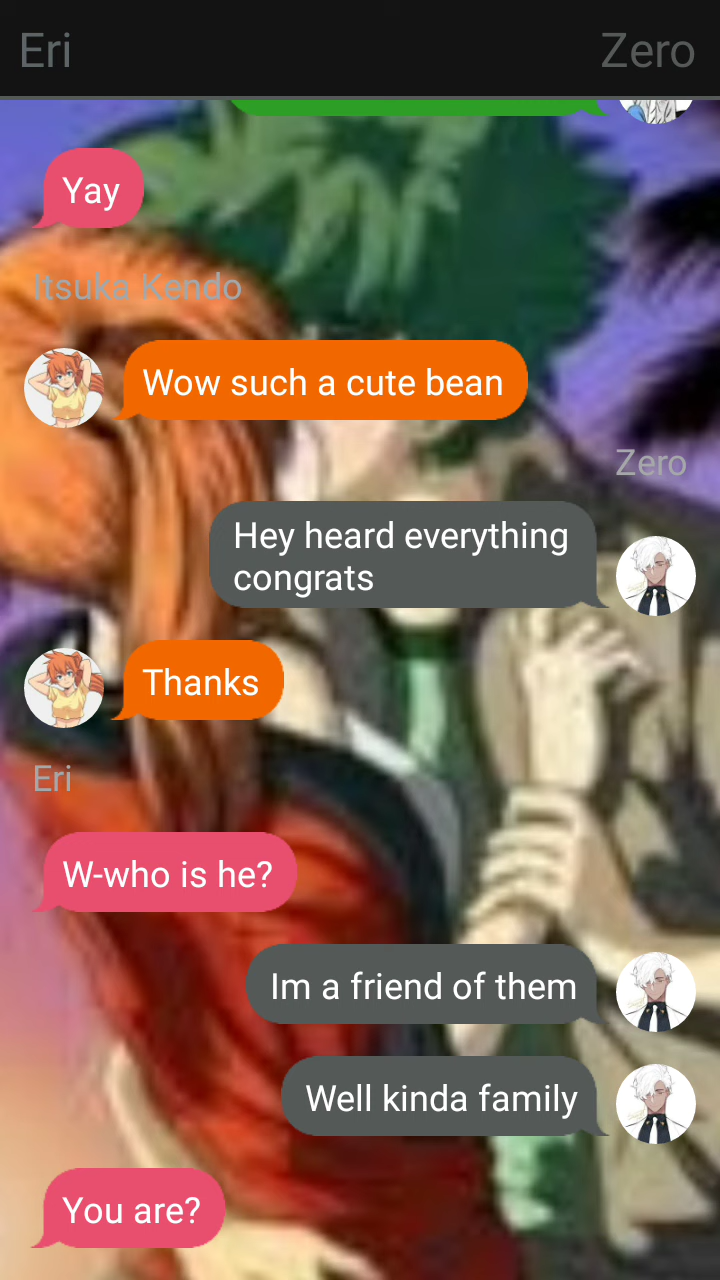 Eri
Zero
Yay
Itsuka Kendo
Wow such a cute bean
Zero
Hey heard everything
congrats
Thanks
Eri
W-who is he?
Im a friend of them
Well kinda family
You are?